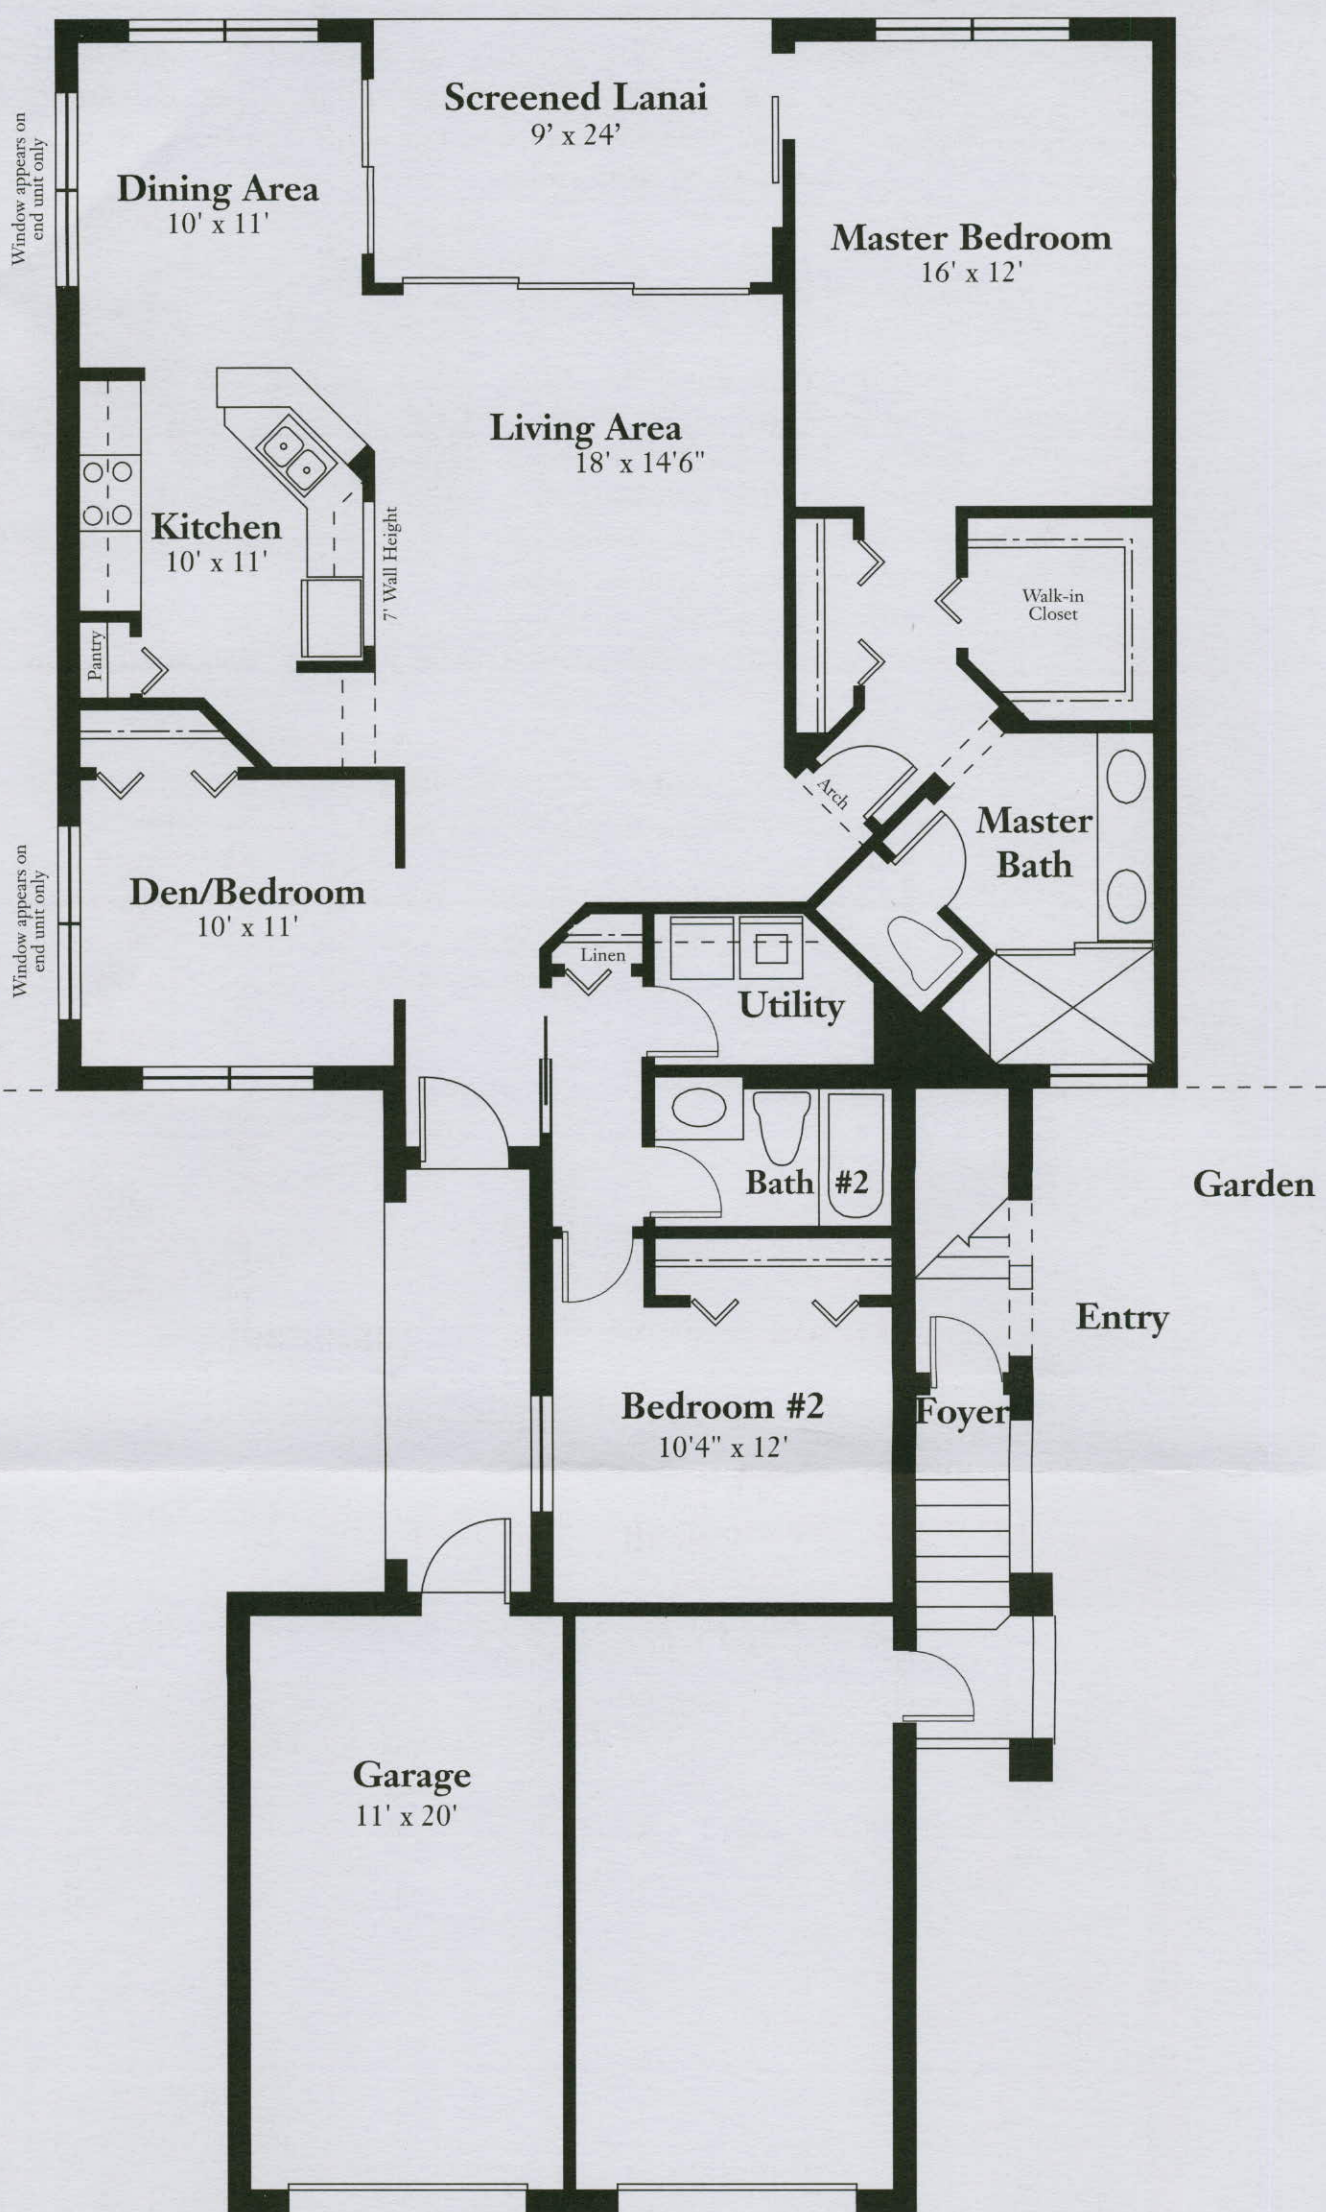 Screened Lanai
9’ x 24’
Window appears on
end unit only
Dining Area
10' x 11'
Master Bedroom
16' x 12'
Living Area
18' x 14'6"
Kitchen
10' x 11'
7' Wall Height
Walk-in
Closet
Pantry
Arch
Master
Bath
Window appears on
end unit only
Den/Bedroom
10' x 11'
Linen
Utility
Bath #2
Garden
Entry
Bedroom #2
10'4" x 12'
Foyer
Garage
11' x 20'